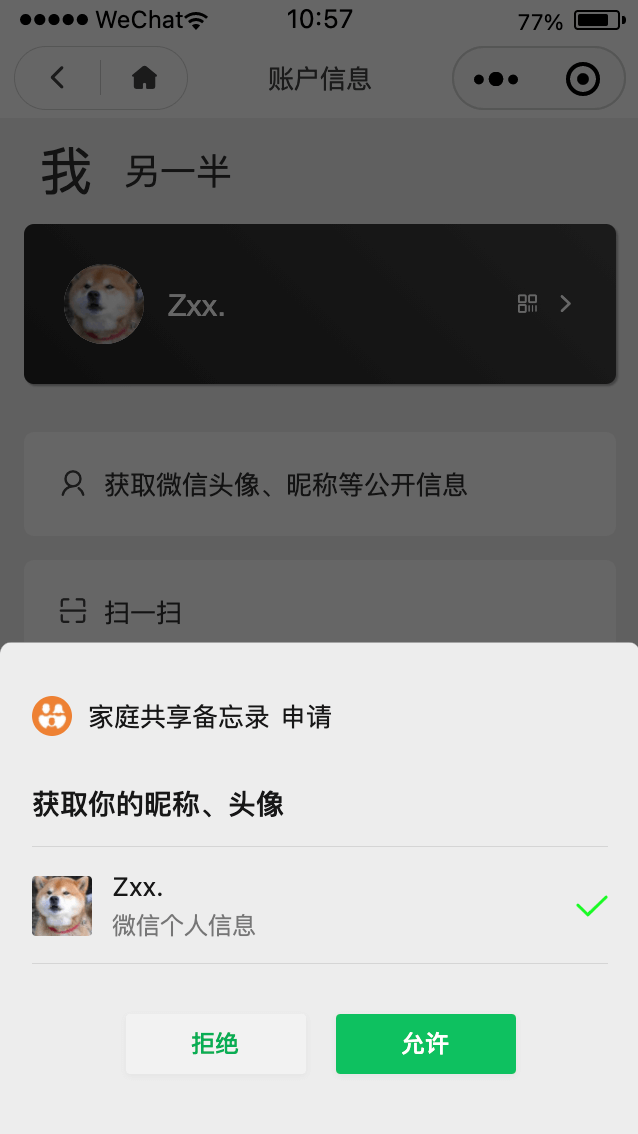 WeChat 10:57 77%
账户信息
我 另一半
Zxx.
获取微信头像、昵称等公开信息
扫一扫
家庭共享备忘录 申请
获取你的昵称、头像
Zxx.
微信个人信息
拒绝 允许